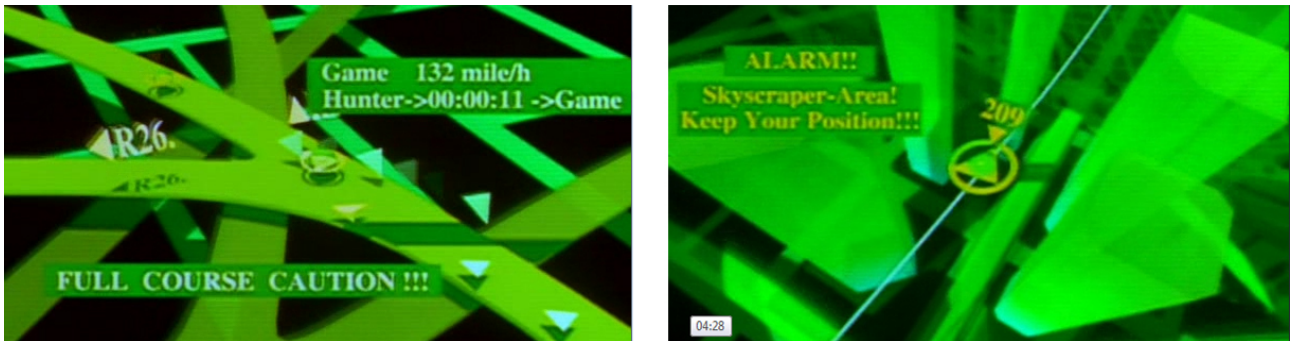 Game 132 mile/h
Hunter->00:00:11 ->Game
R26.
R26.
FULL COURSE CAUTION !!!
ALARM!!
Skyscraper-Area!
Keep Your Position!!!
209
04:28